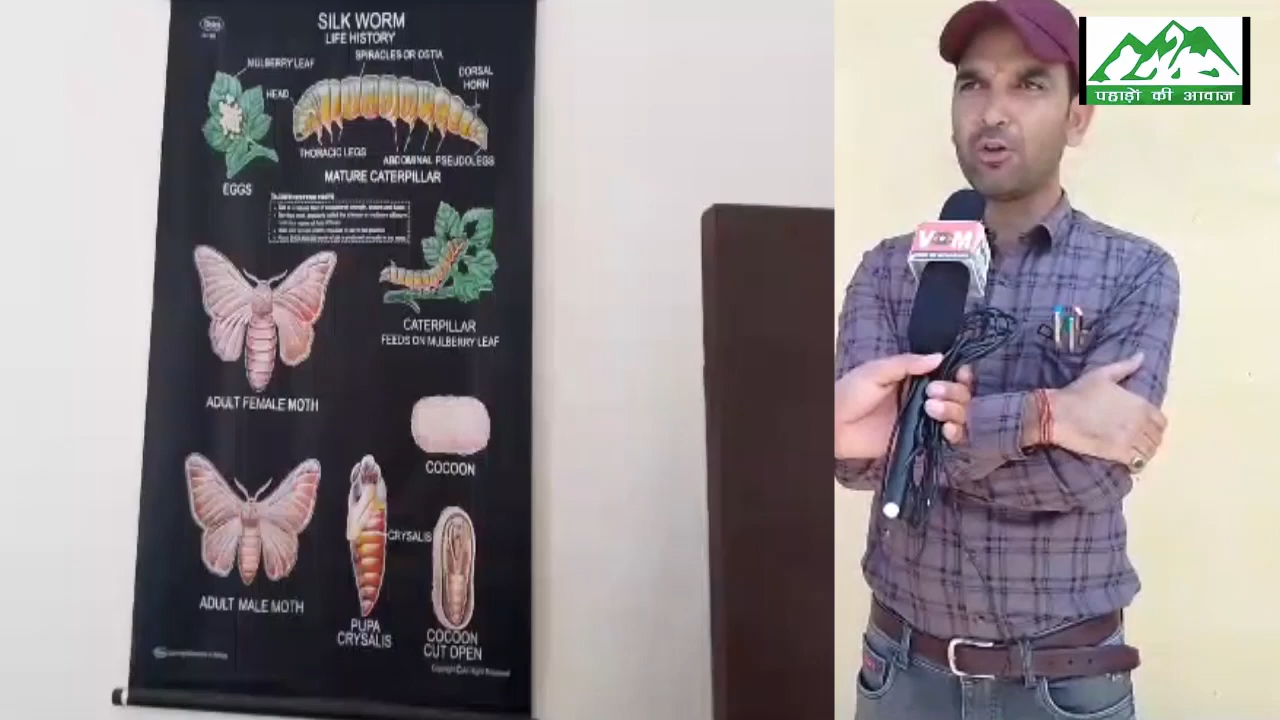 SILK WORM
LIFE HISTORY
SPIRACLES OR OSTIA
MULBERRY LEAF
DORSAL
HORN
HEAD
THORACIC LEGS
ABDOMINAL PSEUDOLEGS
EGGS
MATURE CATERPILLAR
CATERPILLAR
FEEDS ON MULBERRY LEAF
ADULT FEMALE MOTH
COCOON
CRYSALIS
ADULT MALE MOTH
PUPA
CRYSALIS
COCOON
CUT OPEN
पहाड़ों की आवाज
VOM